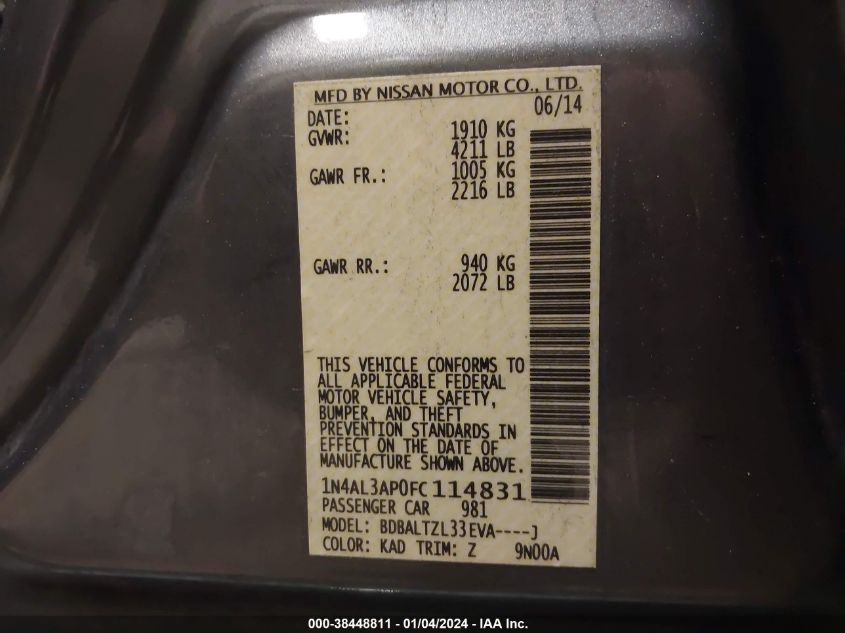 MFD BY NISSAN MOTOR CO., LTD.
DATE: 06/14
GVWR: 1910 KG
4211 LB
GAWR FR.: 1005 KG
2216 LB
GAWR RR.: 940 KG
2072 LB
THIS VEHICLE CONFORMS TO
ALL APPLICABLE FEDERAL
MOTOR VEHICLE SAFETY,
BUMPER, AND THEFT
PREVENTION STANDARDS IN
EFFECT ON THE DATE OF
MANUFACTURE SHOWN ABOVE.
1N4AL3AP0FC114831
PASSENGER CAR 981
MODEL: BDBALTZL33EVA----J
COLOR: KAD TRIM: Z 9N00A
000-38448811 - 01/04/2024 - IAA Inc.